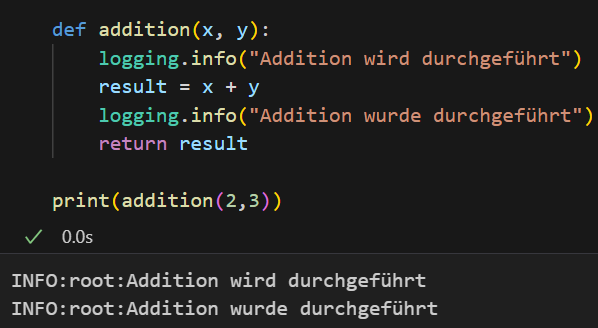 def addition(x, y):
    logging.info("Addition wird durchgeführt")
    result = x + y
    logging.info("Addition wurde durchgeführt")
    return result
print(addition(2,3))
0.0s
INFO:root:Addition wird durchgeführt
INFO:root:Addition wurde durchgeführt